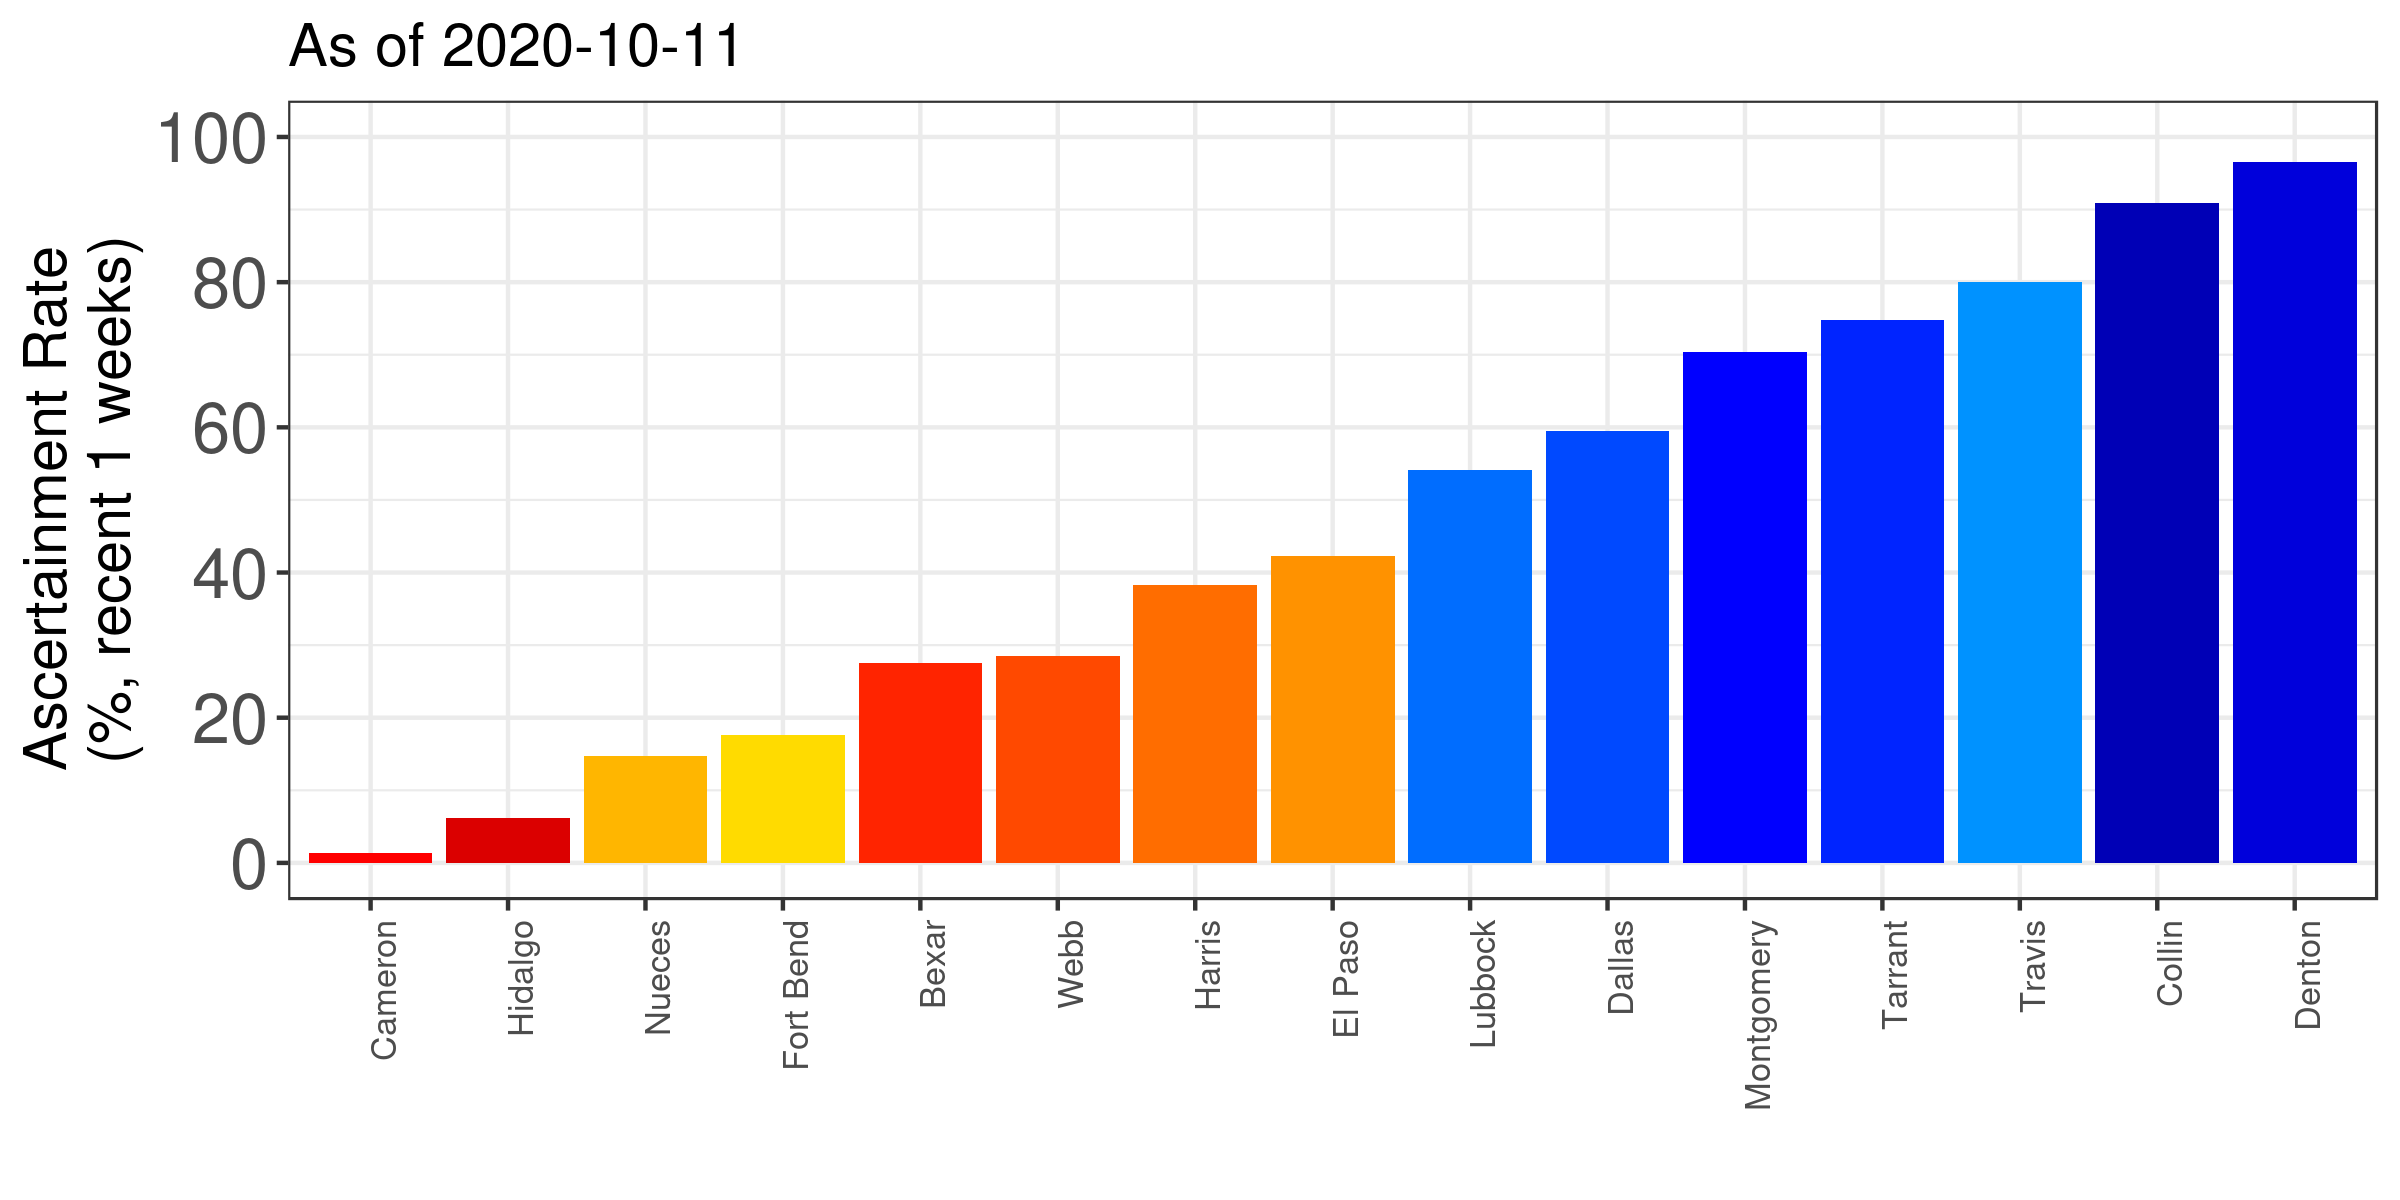 As of 2020-10-11
Ascertainment Rate
(%, recent 1 weeks)
100
80
60
40
20
0
Cameron
Hidalgo
Nueces
Fort Bend
Bexar
Webb
Harris
El Paso
Lubbock
Dallas
Montgomery
Tarrant
Travis
Collin
Denton